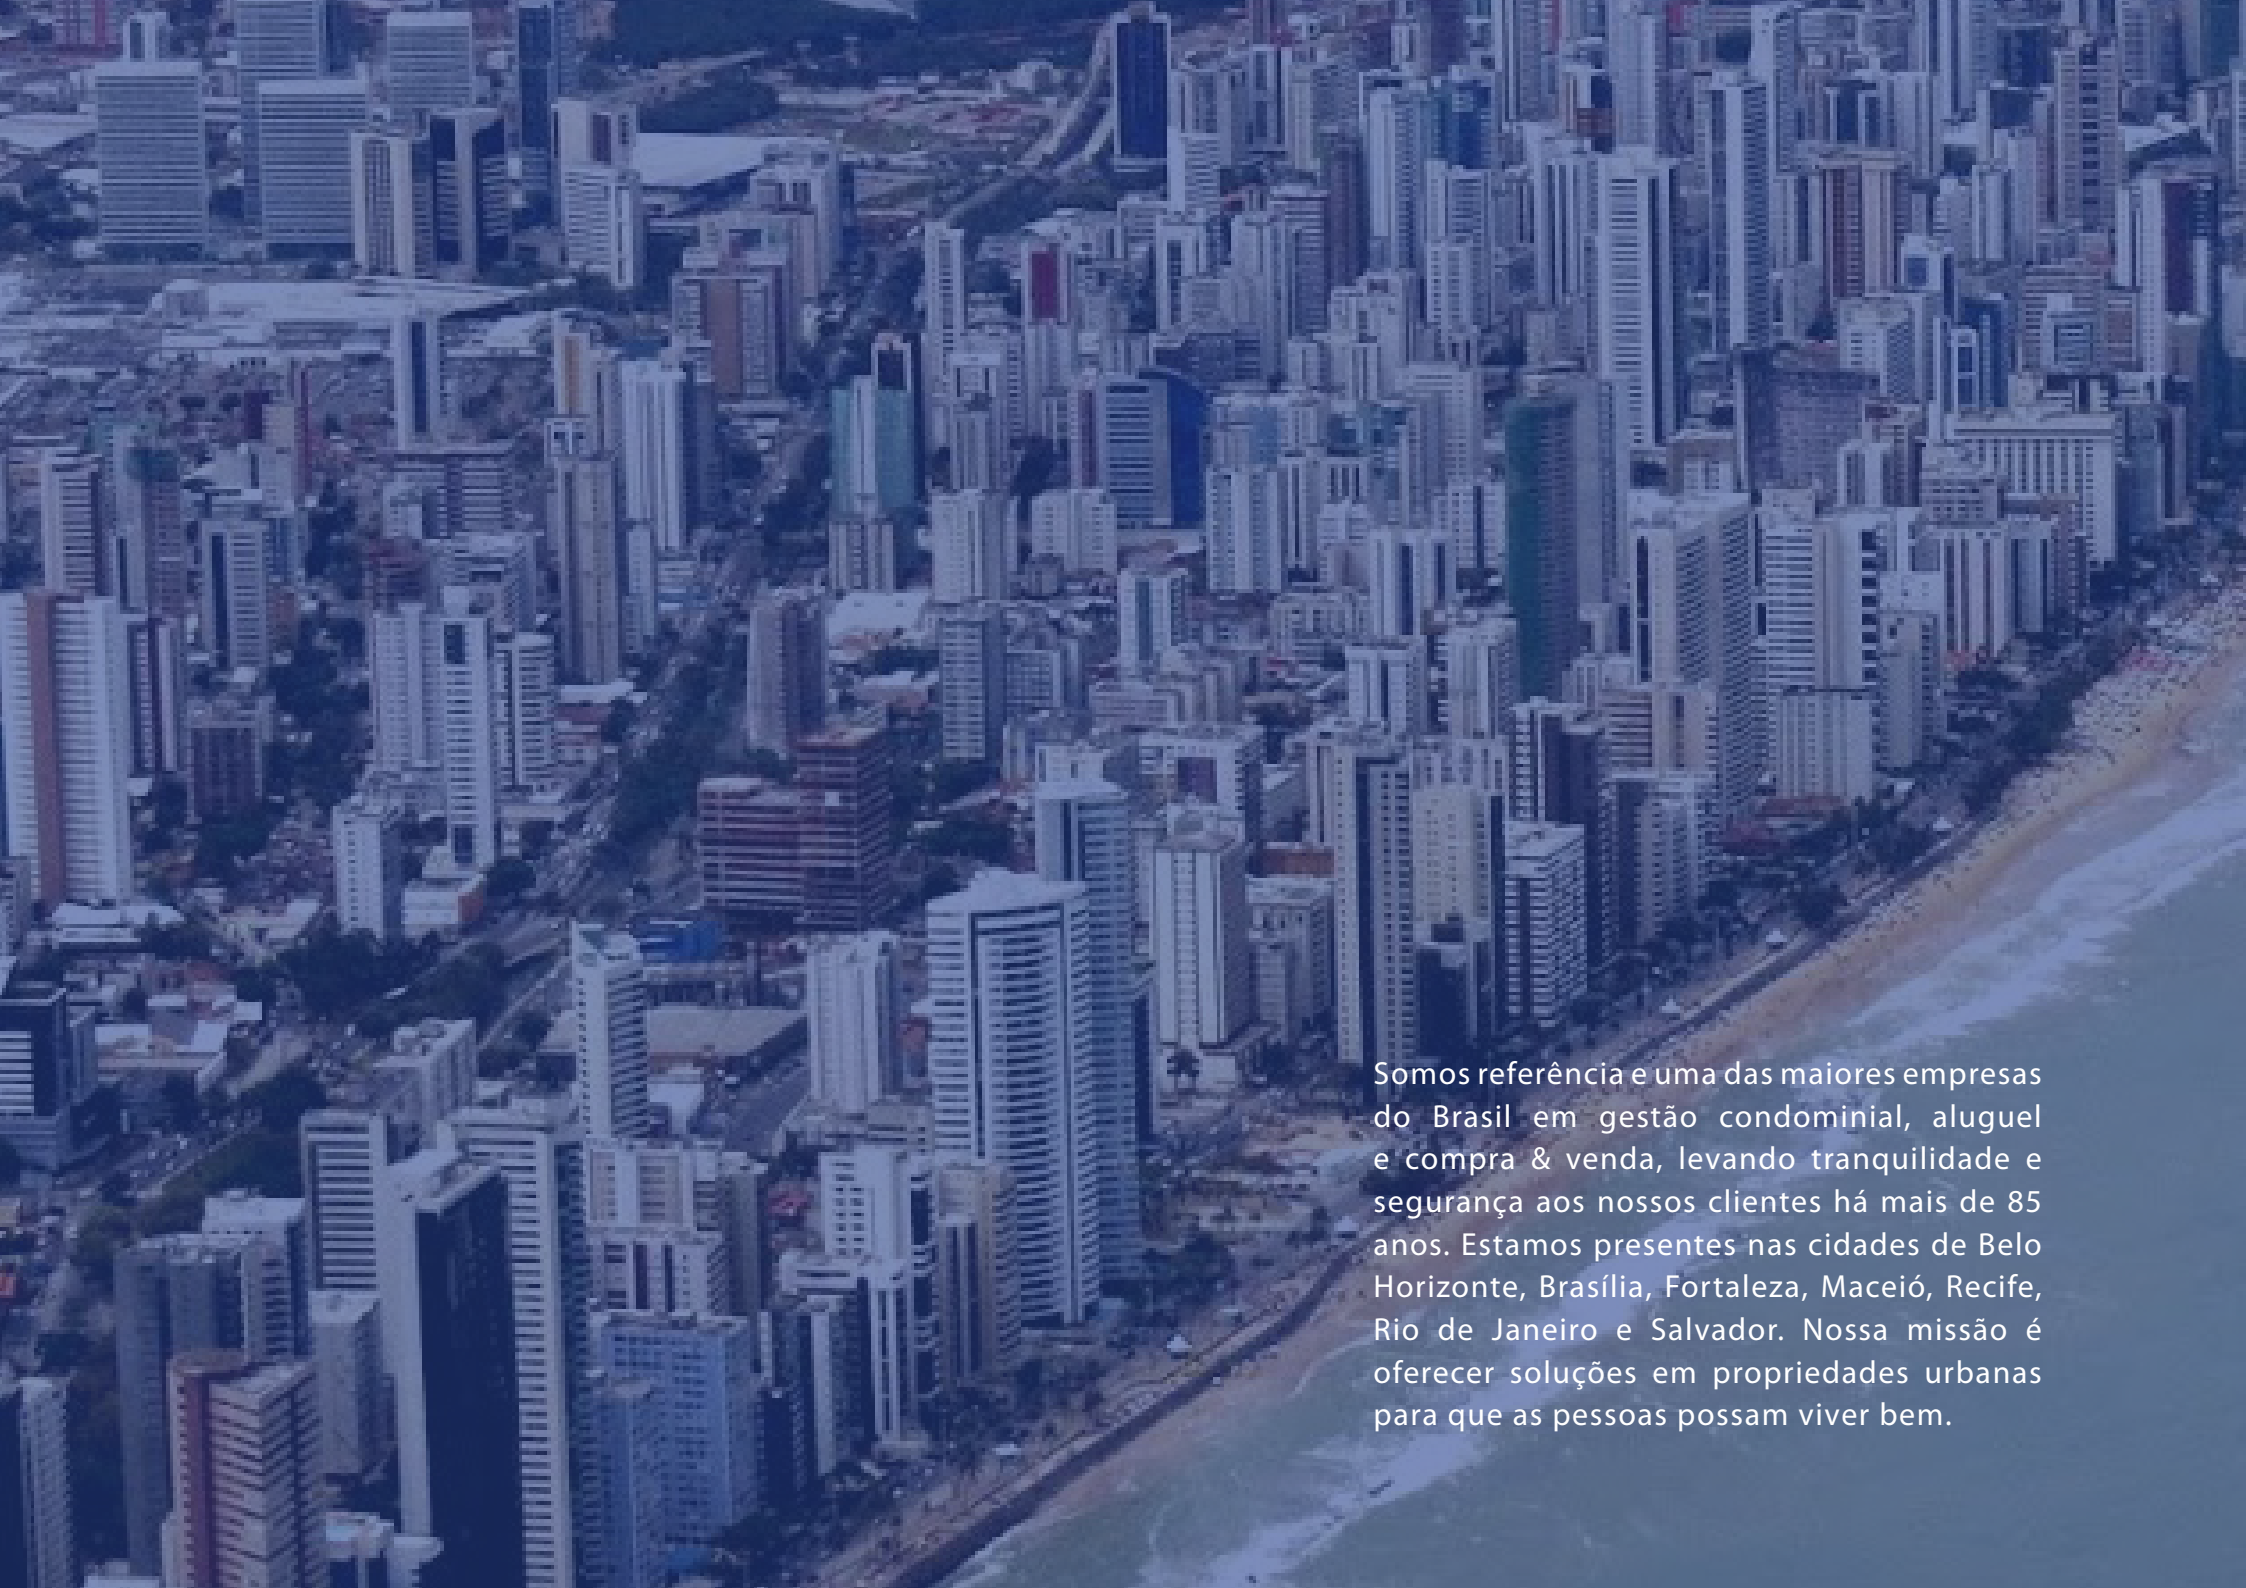 Somos referência e uma das maiores empresas
do Brasil em gestão condominial, aluguel
e compra & venda, levando tranquilidade e
segurança aos nossos clientes há mais de 85
anos. Estamos presentes nas cidades de Belo
Horizonte, Brasília, Fortaleza, Maceió, Recife,
Rio de Janeiro e Salvador. Nossa missão é
oferecer soluções em propriedades urbanas
para que as pessoas possam viver bem.